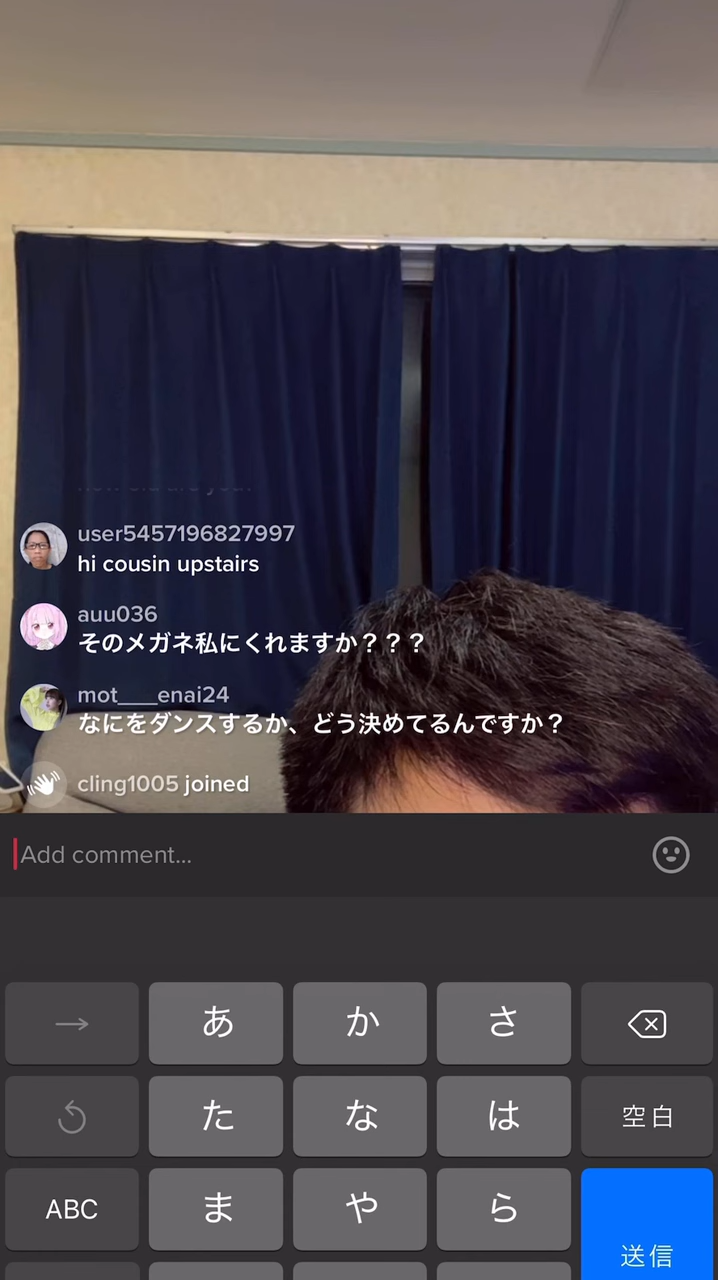 user5457196827997
hi cousin upstairs
auu036
そのメガネ私にくれますか？？？
mot___enai24
なにをダンスするか、どう決めてるんですか？
cling1005 joined
Add comment...
→ あ か さ
た な は 空白
ABC ま や ら
送信